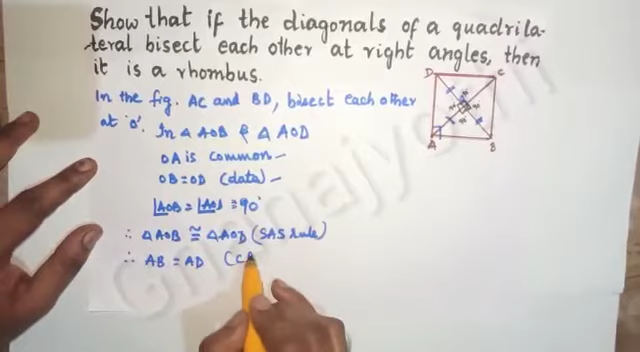 Show that if the diagonals of a quadrila-
teral bisect each other at right angles, then
it is a rhombus.
In the fig. AC and BD, bisect each other
at 'O'. In △ AOB & △ AOD
OA is common —
OB = OD (data) —
∠AOB = ∠AOD = 90°
∴ △AOB ≅ △AOD (SAS rule)
∴ AB = AD (CP
D C
A B
Gnanajyothi